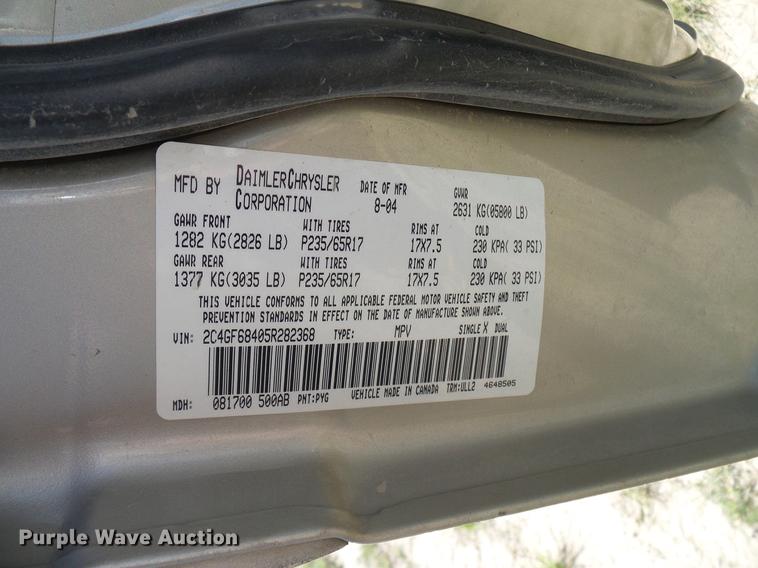 MFD BY DAIMLERCHRYSLER CORPORATION DATE OF MFR 8-04 GVWR 2631 KG(05800 LB)
GAWR FRONT WITH TIRES RIMS AT COLD
1282 KG(2826 LB) P235/65R17 17X7.5 230 KPA( 33 PSI)
GAWR REAR WITH TIRES RIMS AT COLD
1377 KG(3035 LB) P235/65R17 17X7.5 230 KPA( 33 PSI)
THIS VEHICLE CONFORMS TO ALL APPLICABLE FEDERAL MOTOR VEHICLE SAFETY AND THEFT
PREVENTION STANDARDS IN EFFECT ON THE DATE OF MANUFACTURE SHOWN ABOVE.
VIN: 2C4GF68405R282368 TYPE: MPV SINGLE X DUAL
MDH: 081700 500AB PNT:PYG VEHICLE MADE IN CANADA TRM:ULL2 4648505
Purple Wave Auction
purplewave.com